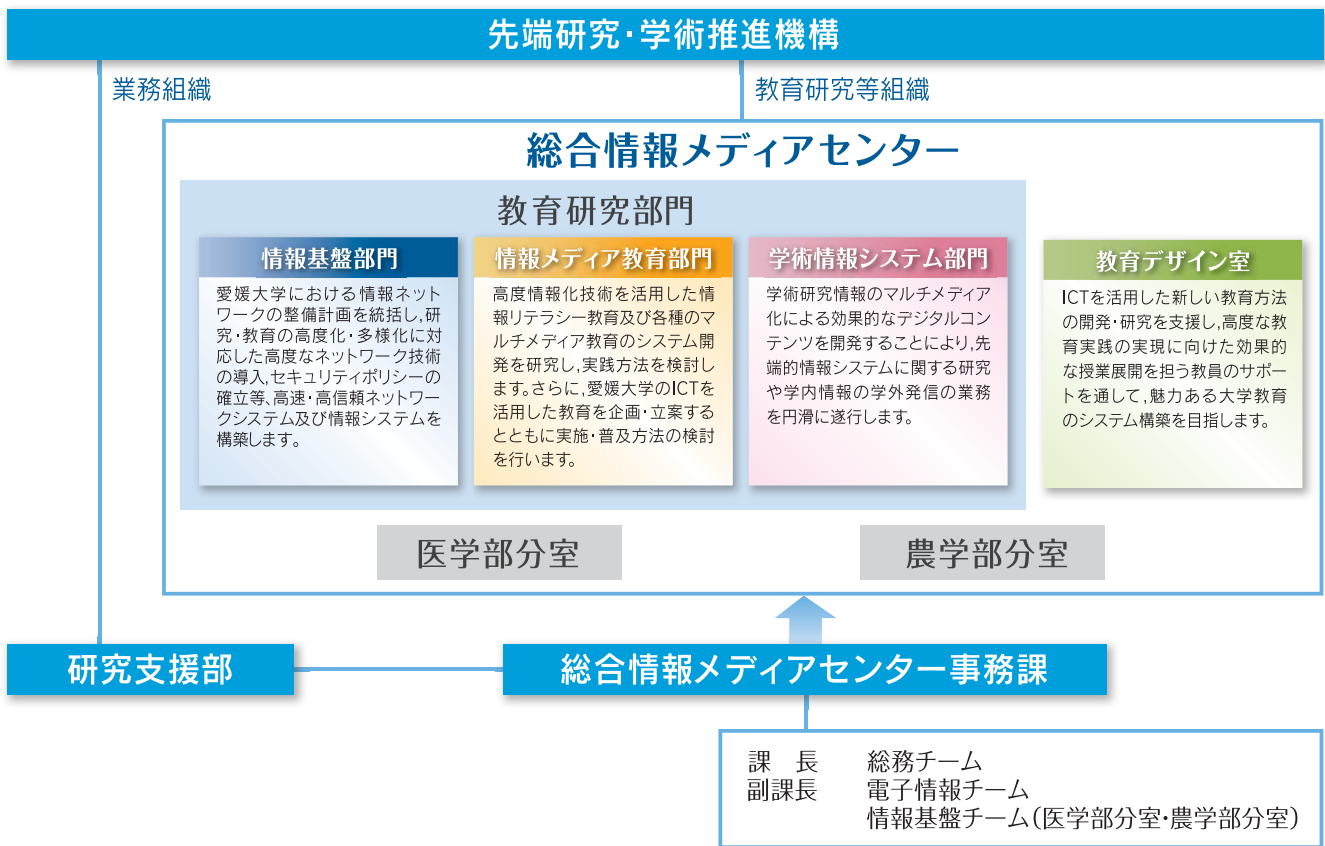 先端研究・学術推進機構
業務組織
教育研究等組織
総合情報メディアセンター
教育研究部門
情報基盤部門
愛媛大学における情報ネット
ワークの整備計画を統括し,研
究・教育の高度化・多様化に対
応した高度なネットワーク技術
の導入,セキュリティポリシーの
確立等、高速・高信頼ネットワー
クシステム及び情報システムを
構築します。
情報メディア教育部門
高度情報化技術を活用した情
報リテラシー教育及び各種のマ
ルチメディア教育のシステム開
発を研究し,実践方法を検討し
ます。さらに,愛媛大学のICTを
活用した教育を企画・立案する
とともに実施・普及方法の検討
を行います。
学術情報システム部門
学術研究情報のマルチメディア
化による効果的なデジタルコン
テンツを開発することにより,先
端的情報システムに関する研究
や学内情報の学外発信の業務
を円滑に遂行します。
教育デザイン室
ICTを活用した新しい教育方法
の開発・研究を支援し,高度な教
育実践の実現に向けた効果的
な授業展開を担う教員のサポー
トを通して,魅力ある大学教育
のシステム構築を目指します。
医学部分室
農学部分室
研究支援部
総合情報メディアセンター事務課
課　長　総務チーム
副課長　電子情報チーム
情報基盤チーム(医学部分室・農学部分室)